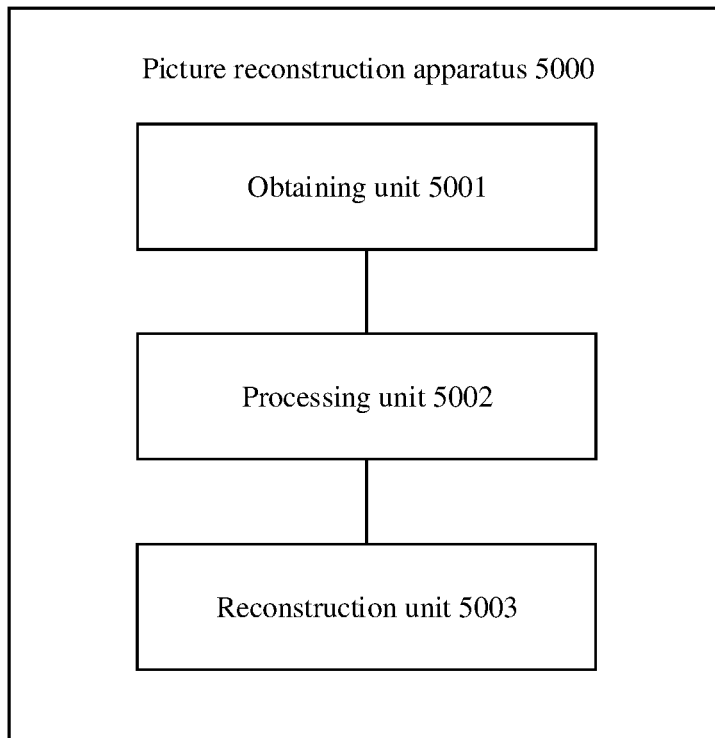 Picture reconstruction apparatus 5000
Obtaining unit 5001
Processing unit 5002
Reconstruction unit 5003